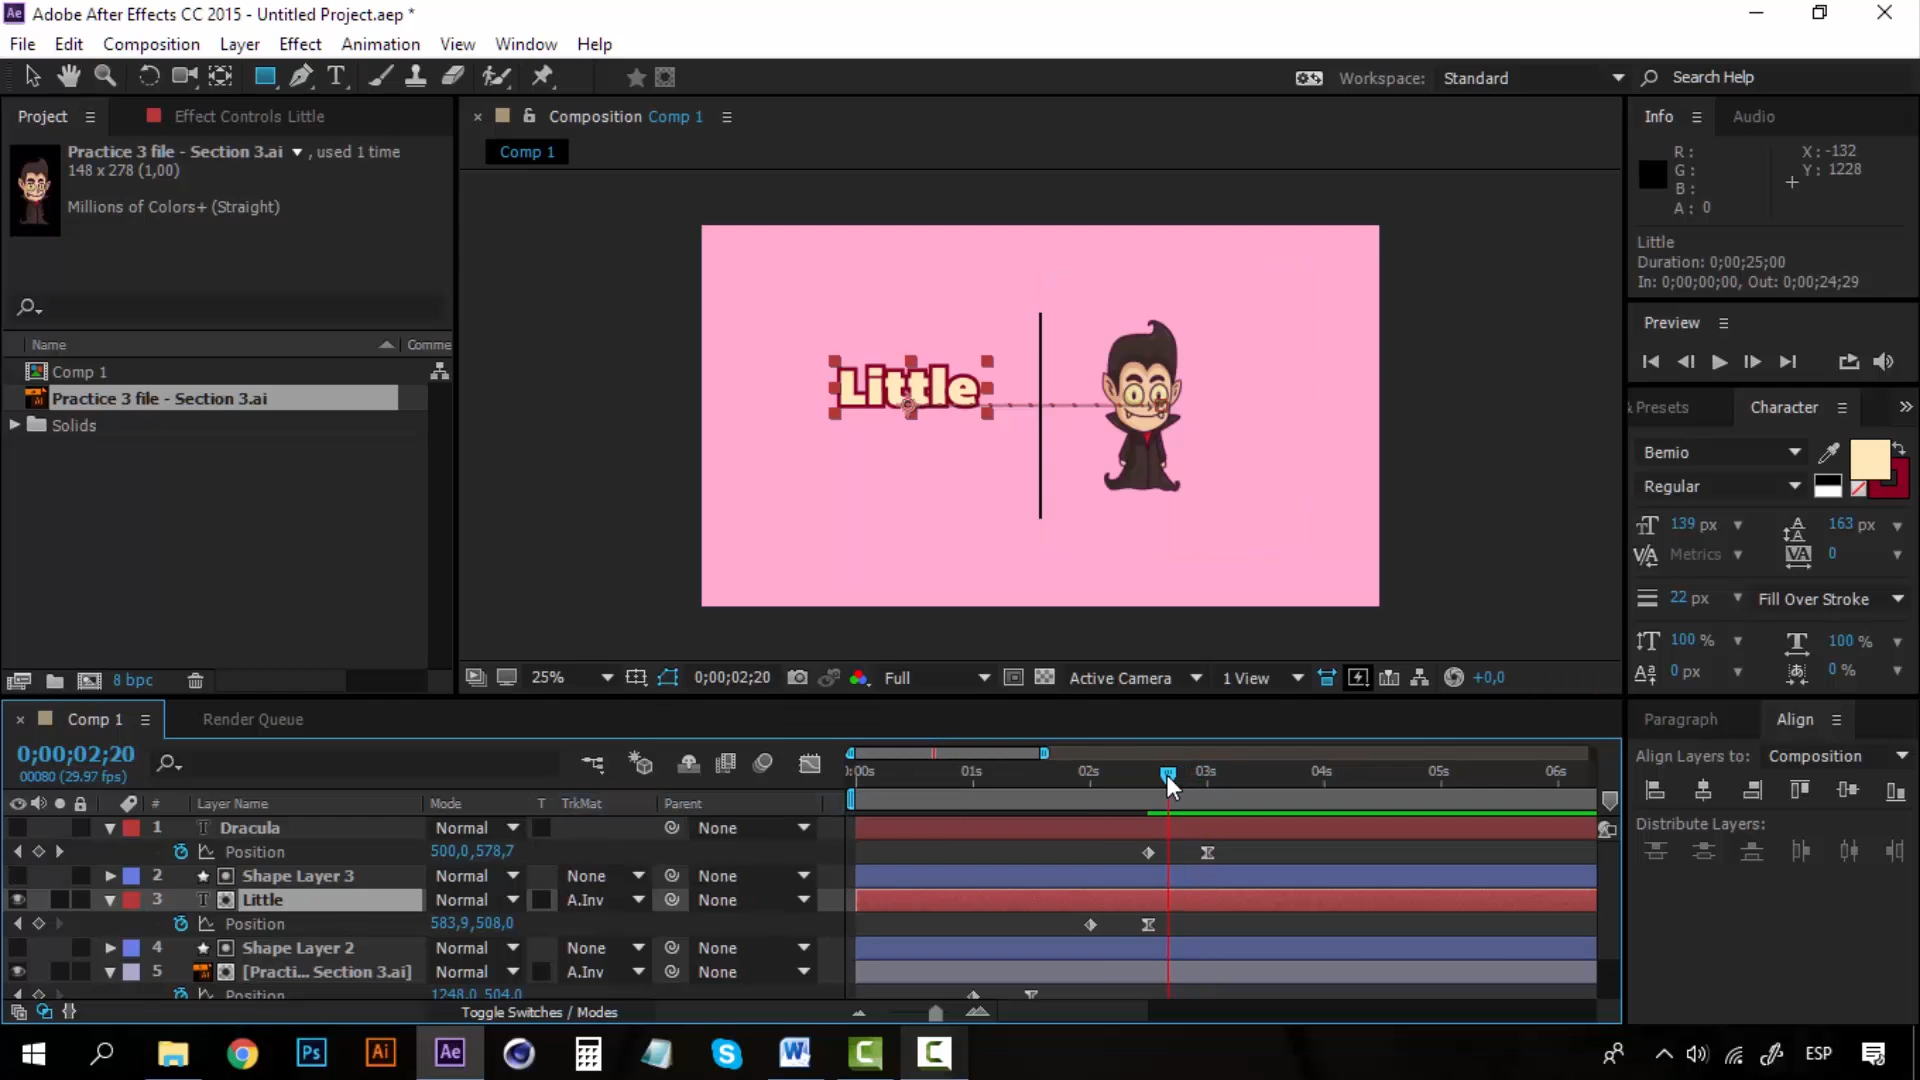 Adobe After Effects CC 2015 - Untitled Project.aep *
File Edit Composition Layer Effect Animation View Window Help
Workspace: Standard Search Help
Project Effect Controls Little
Practice 3 file - Section 3.ai , used 1 time
148 x 278 (1,00)
Millions of Colors+ (Straight)
Name Comme
Comp 1
Practice 3 file - Section 3.ai
Solids
8 bpc
Composition Comp 1
Comp 1
Little
25% 0;00;02;20 Full Active Camera 1 View +0,0
Info Audio
R: X: -132
G: Y: 1228
B:
A: 0
Little
Duration: 0;00;25;00
In: 0;00;00;00, Out: 0;00;24;29
Preview
& Presets Character
Bemio
Regular
139 px 163 px
Metrics 0
22 px Fill Over Stroke
100 % 100 %
0 px 0 %
Paragraph Align
Align Layers to: Composition
Distribute Layers:
Comp 1 Render Queue
0;00;02;20
00080 (29.97 fps)
:00s 01s 02s 03s 04s 05s 06s
# Layer Name Mode T TrkMat Parent
1 Dracula Normal None
Position 500,0,578,7
2 Shape Layer 3 Normal None None
3 Little Normal A.Inv None
Position 583,9,508,0
4 Shape Layer 2 Normal None None
5 [Practi... Section 3.ai] Normal A.Inv None
Position 1248,0,504,0
Toggle Switches / Modes
Ps Ai Ae ESP